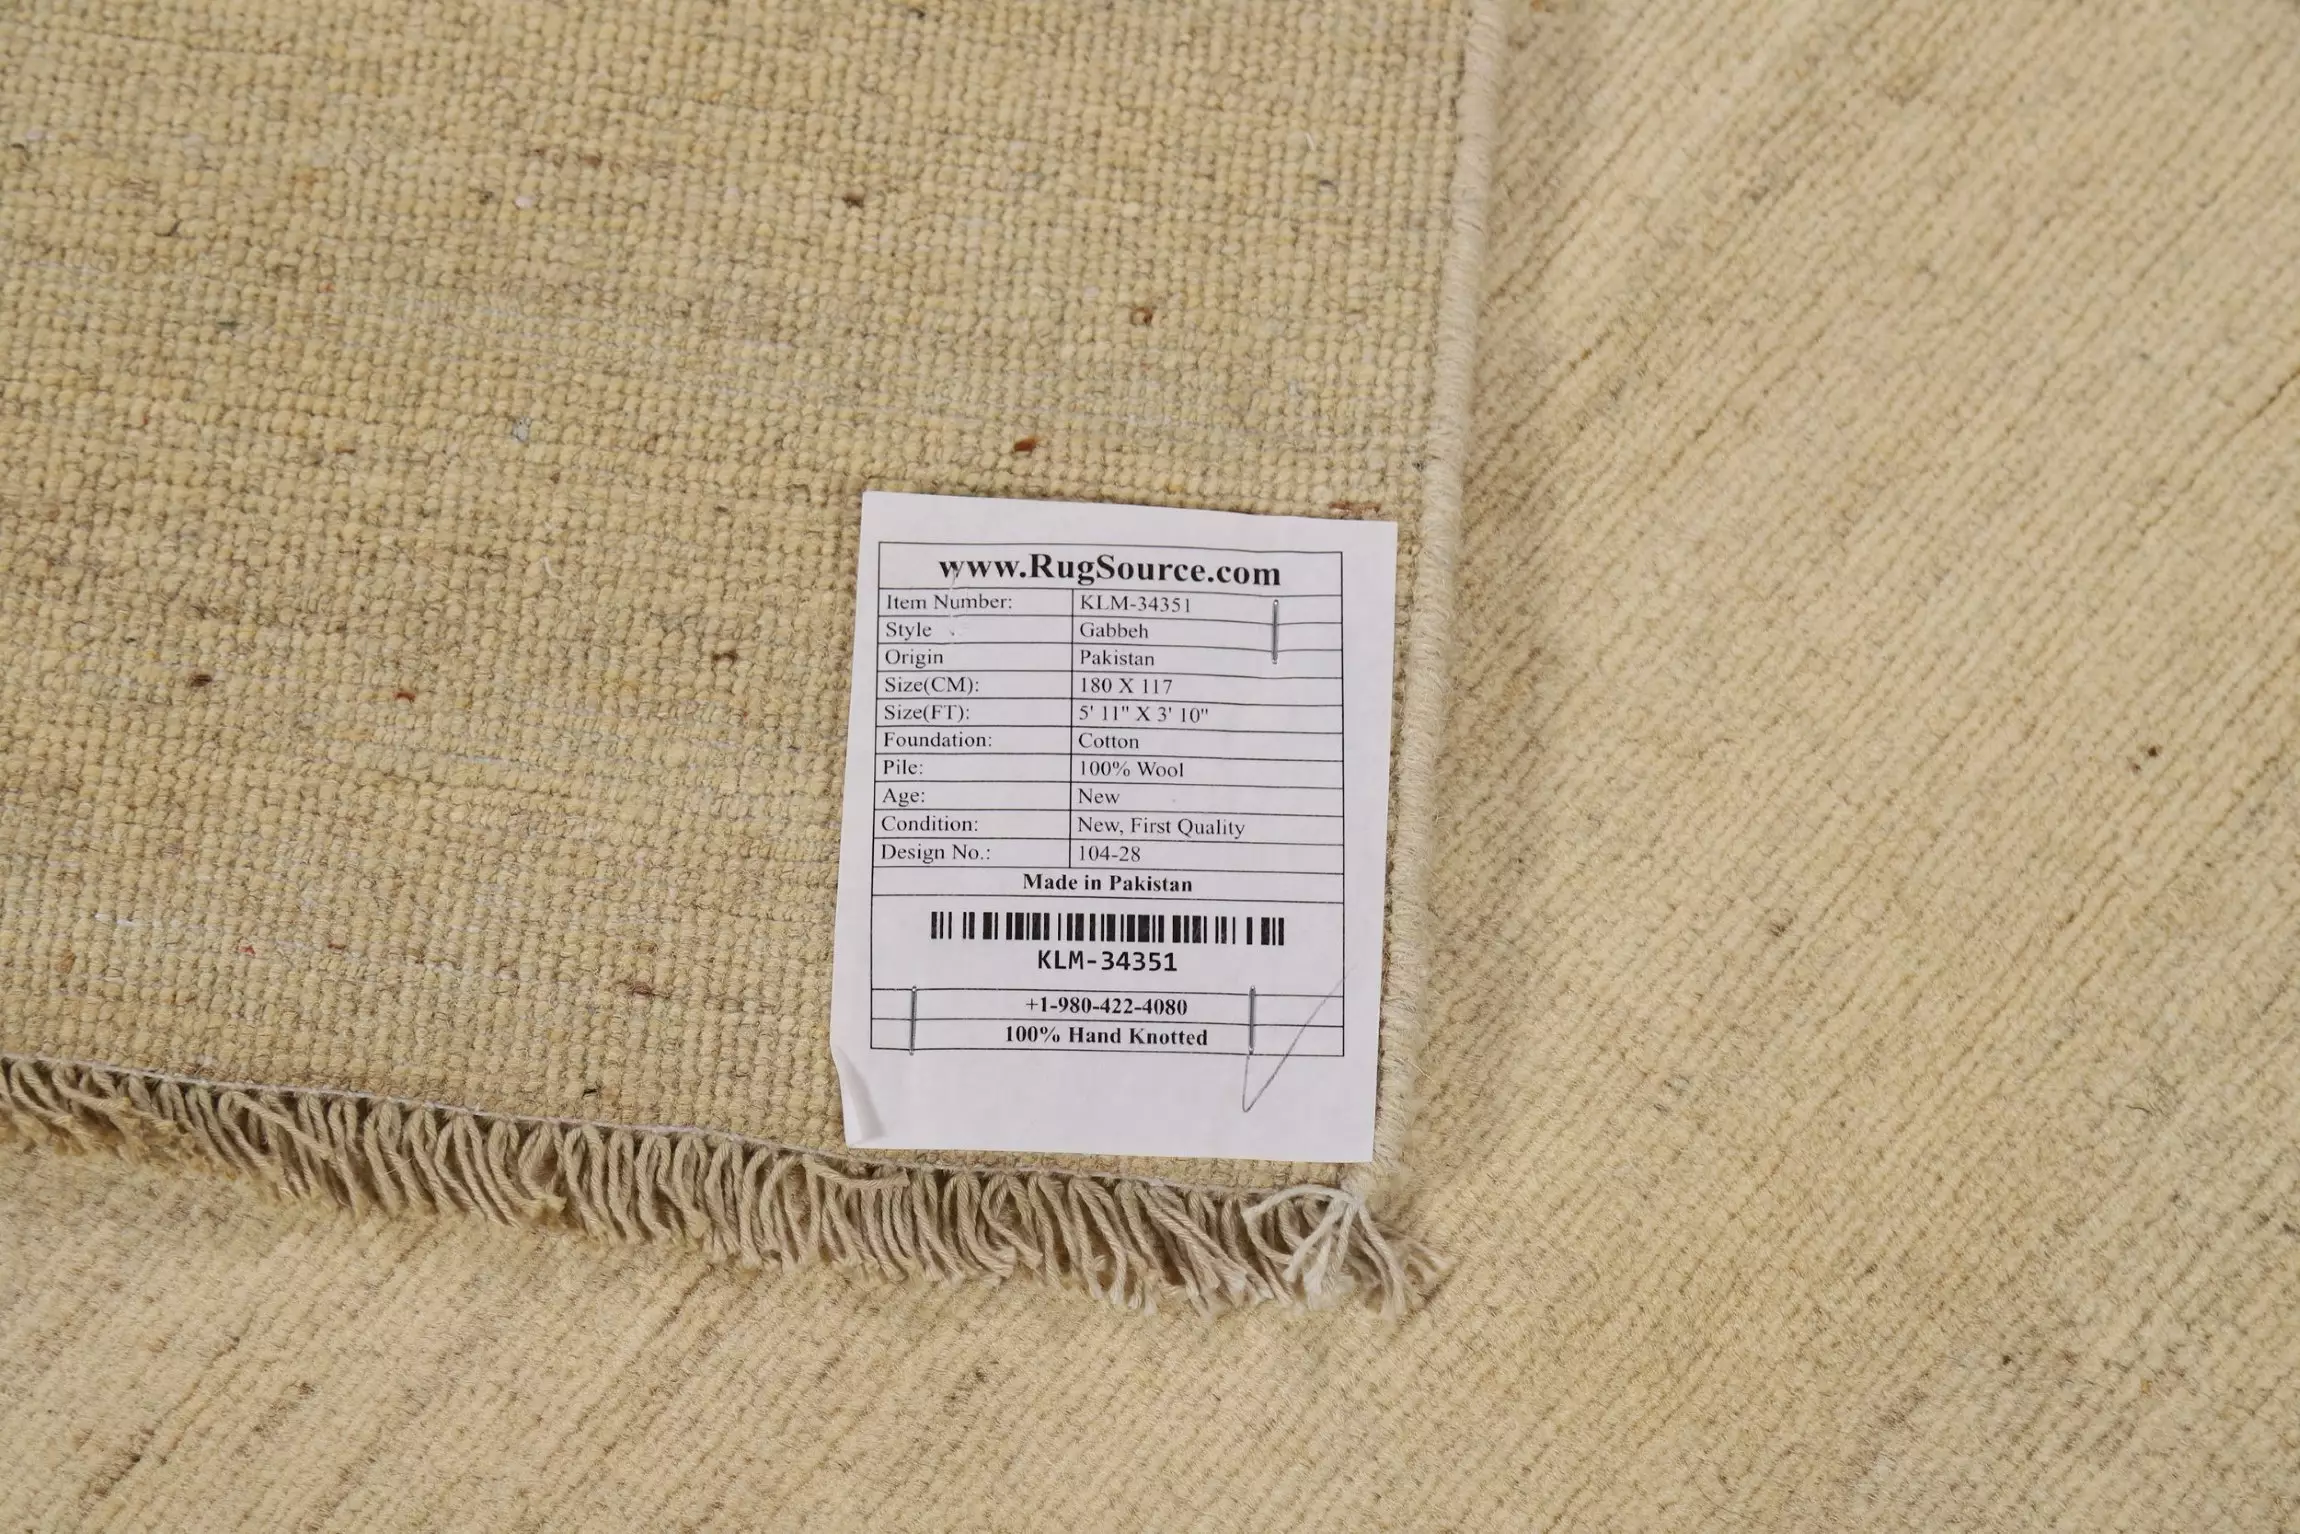 www.RugSource.com
Item Number: KLM-34351
Style Gabbeh
Origin Pakistan
Size(CM): 180 X 117
Size(FT): 5' 11" X 3' 10"
Foundation: Cotton
Pile: 100% Wool
Age: New
Condition: New, First Quality
Design No.: 104-28
Made in Pakistan
KLM-34351
+1-980-422-4080
100% Hand Knotted